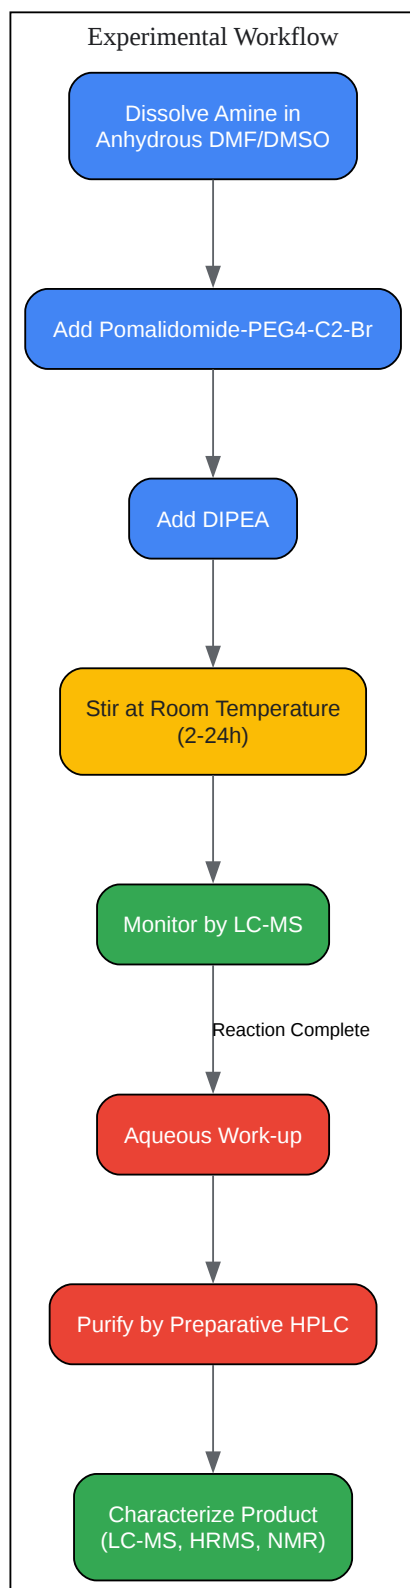 Experimental Workflow
Dissolve Amine in
Anhydrous DMF/DMSO
Add Pomalidomide-PEG4-C2-Br
Add DIPEA
Stir at Room Temperature
(2-24h)
Monitor by LC-MS
Reaction Complete
Aqueous Work-up
Purify by Preparative HPLC
Characterize Product
(LC-MS, HRMS, NMR)